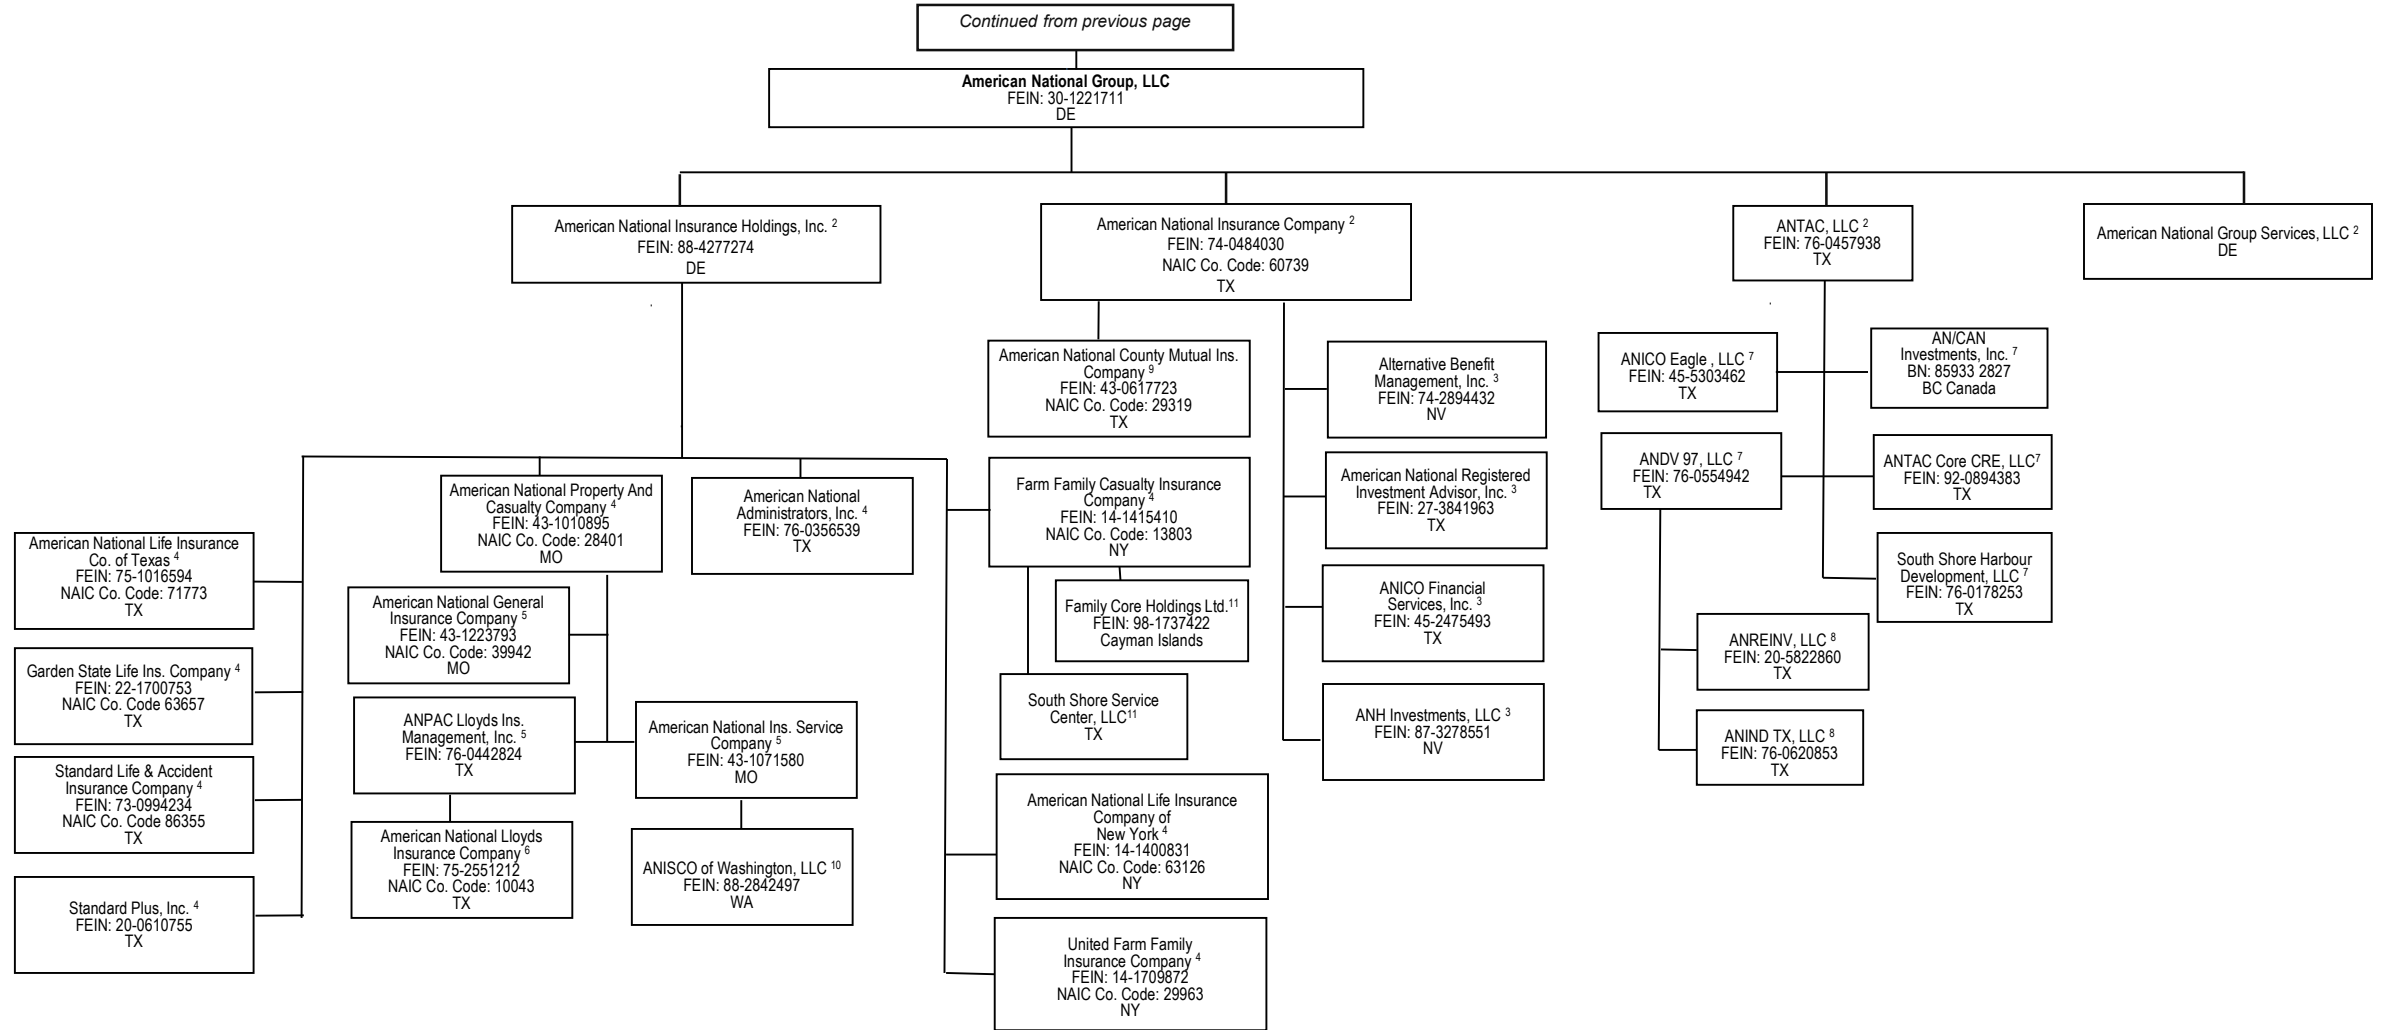 Continued from previous page
American National Group, LLC
FEIN: 30-1221711
DE
American National Insurance Holdings, Inc. 2
FEIN: 88-4277274
DE
American National Insurance Company 2
FEIN: 74-0484030
NAIC Co. Code: 60739
TX
ANTAC, LLC 2
FEIN: 76-0457938
TX
American National Group Services, LLC 2
DE
American National Life Insurance
Co. of Texas 4
FEIN: 75-1016594
NAIC Co. Code: 71773
TX
Garden State Life Ins. Company 4
FEIN: 22-1700753
NAIC Co. Code 63657
TX
Standard Life & Accident
Insurance Company 4
FEIN: 73-0994234
NAIC Co. Code 86355
TX
Standard Plus, Inc. 4
FEIN: 20-0610755
TX
American National Property And
Casualty Company 4
FEIN: 43-1010895
NAIC Co. Code: 28401
MO
American National General
Insurance Company 5
FEIN: 43-1223793
NAIC Co. Code: 39942
MO
ANPAC Lloyds Ins.
Management, Inc. 5
FEIN: 76-0442824
TX
American National Lloyds
Insurance Company 6
FEIN: 75-2551212
NAIC Co. Code: 10043
TX
American National Ins. Service
Company 5
FEIN: 43-1071580
MO
ANISCO of Washington, LLC 10
FEIN: 88-2842497
WA
American National
Administrators, Inc. 4
FEIN: 76-0356539
TX
American National County Mutual Ins.
Company 9
FEIN: 43-0617723
NAIC Co. Code: 29319
TX
Farm Family Casualty Insurance
Company 4
FEIN: 14-1415410
NAIC Co. Code: 13803
NY
Family Core Holdings Ltd.11
FEIN: 98-1737422
Cayman Islands
South Shore Service
Center, LLC11
TX
American National Life Insurance
Company of
New York 4
FEIN: 14-1400831
NAIC Co. Code: 63126
NY
United Farm Family
Insurance Company 4
FEIN: 14-1709872
NAIC Co. Code: 29963
NY
Alternative Benefit
Management, Inc. 3
FEIN: 74-2894432
NV
American National Registered
Investment Advisor, Inc. 3
FEIN: 27-3841963
TX
ANICO Financial
Services, Inc. 3
FEIN: 45-2475493
TX
ANH Investments, LLC 3
FEIN: 87-3278551
NV
ANICO Eagle , LLC 7
FEIN: 45-5303462
TX
AN/CAN
Investments, Inc. 7
BN: 85933 2827
BC Canada
ANDV 97, LLC 7
FEIN: 76-0554942
TX
ANTAC Core CRE, LLC7
FEIN: 92-0894383
TX
South Shore Harbour
Development, LLC 7
FEIN: 76-0178253
TX
ANREINV, LLC 8
FEIN: 20-5822860
TX
ANIND TX, LLC 8
FEIN: 76-0620853
TX